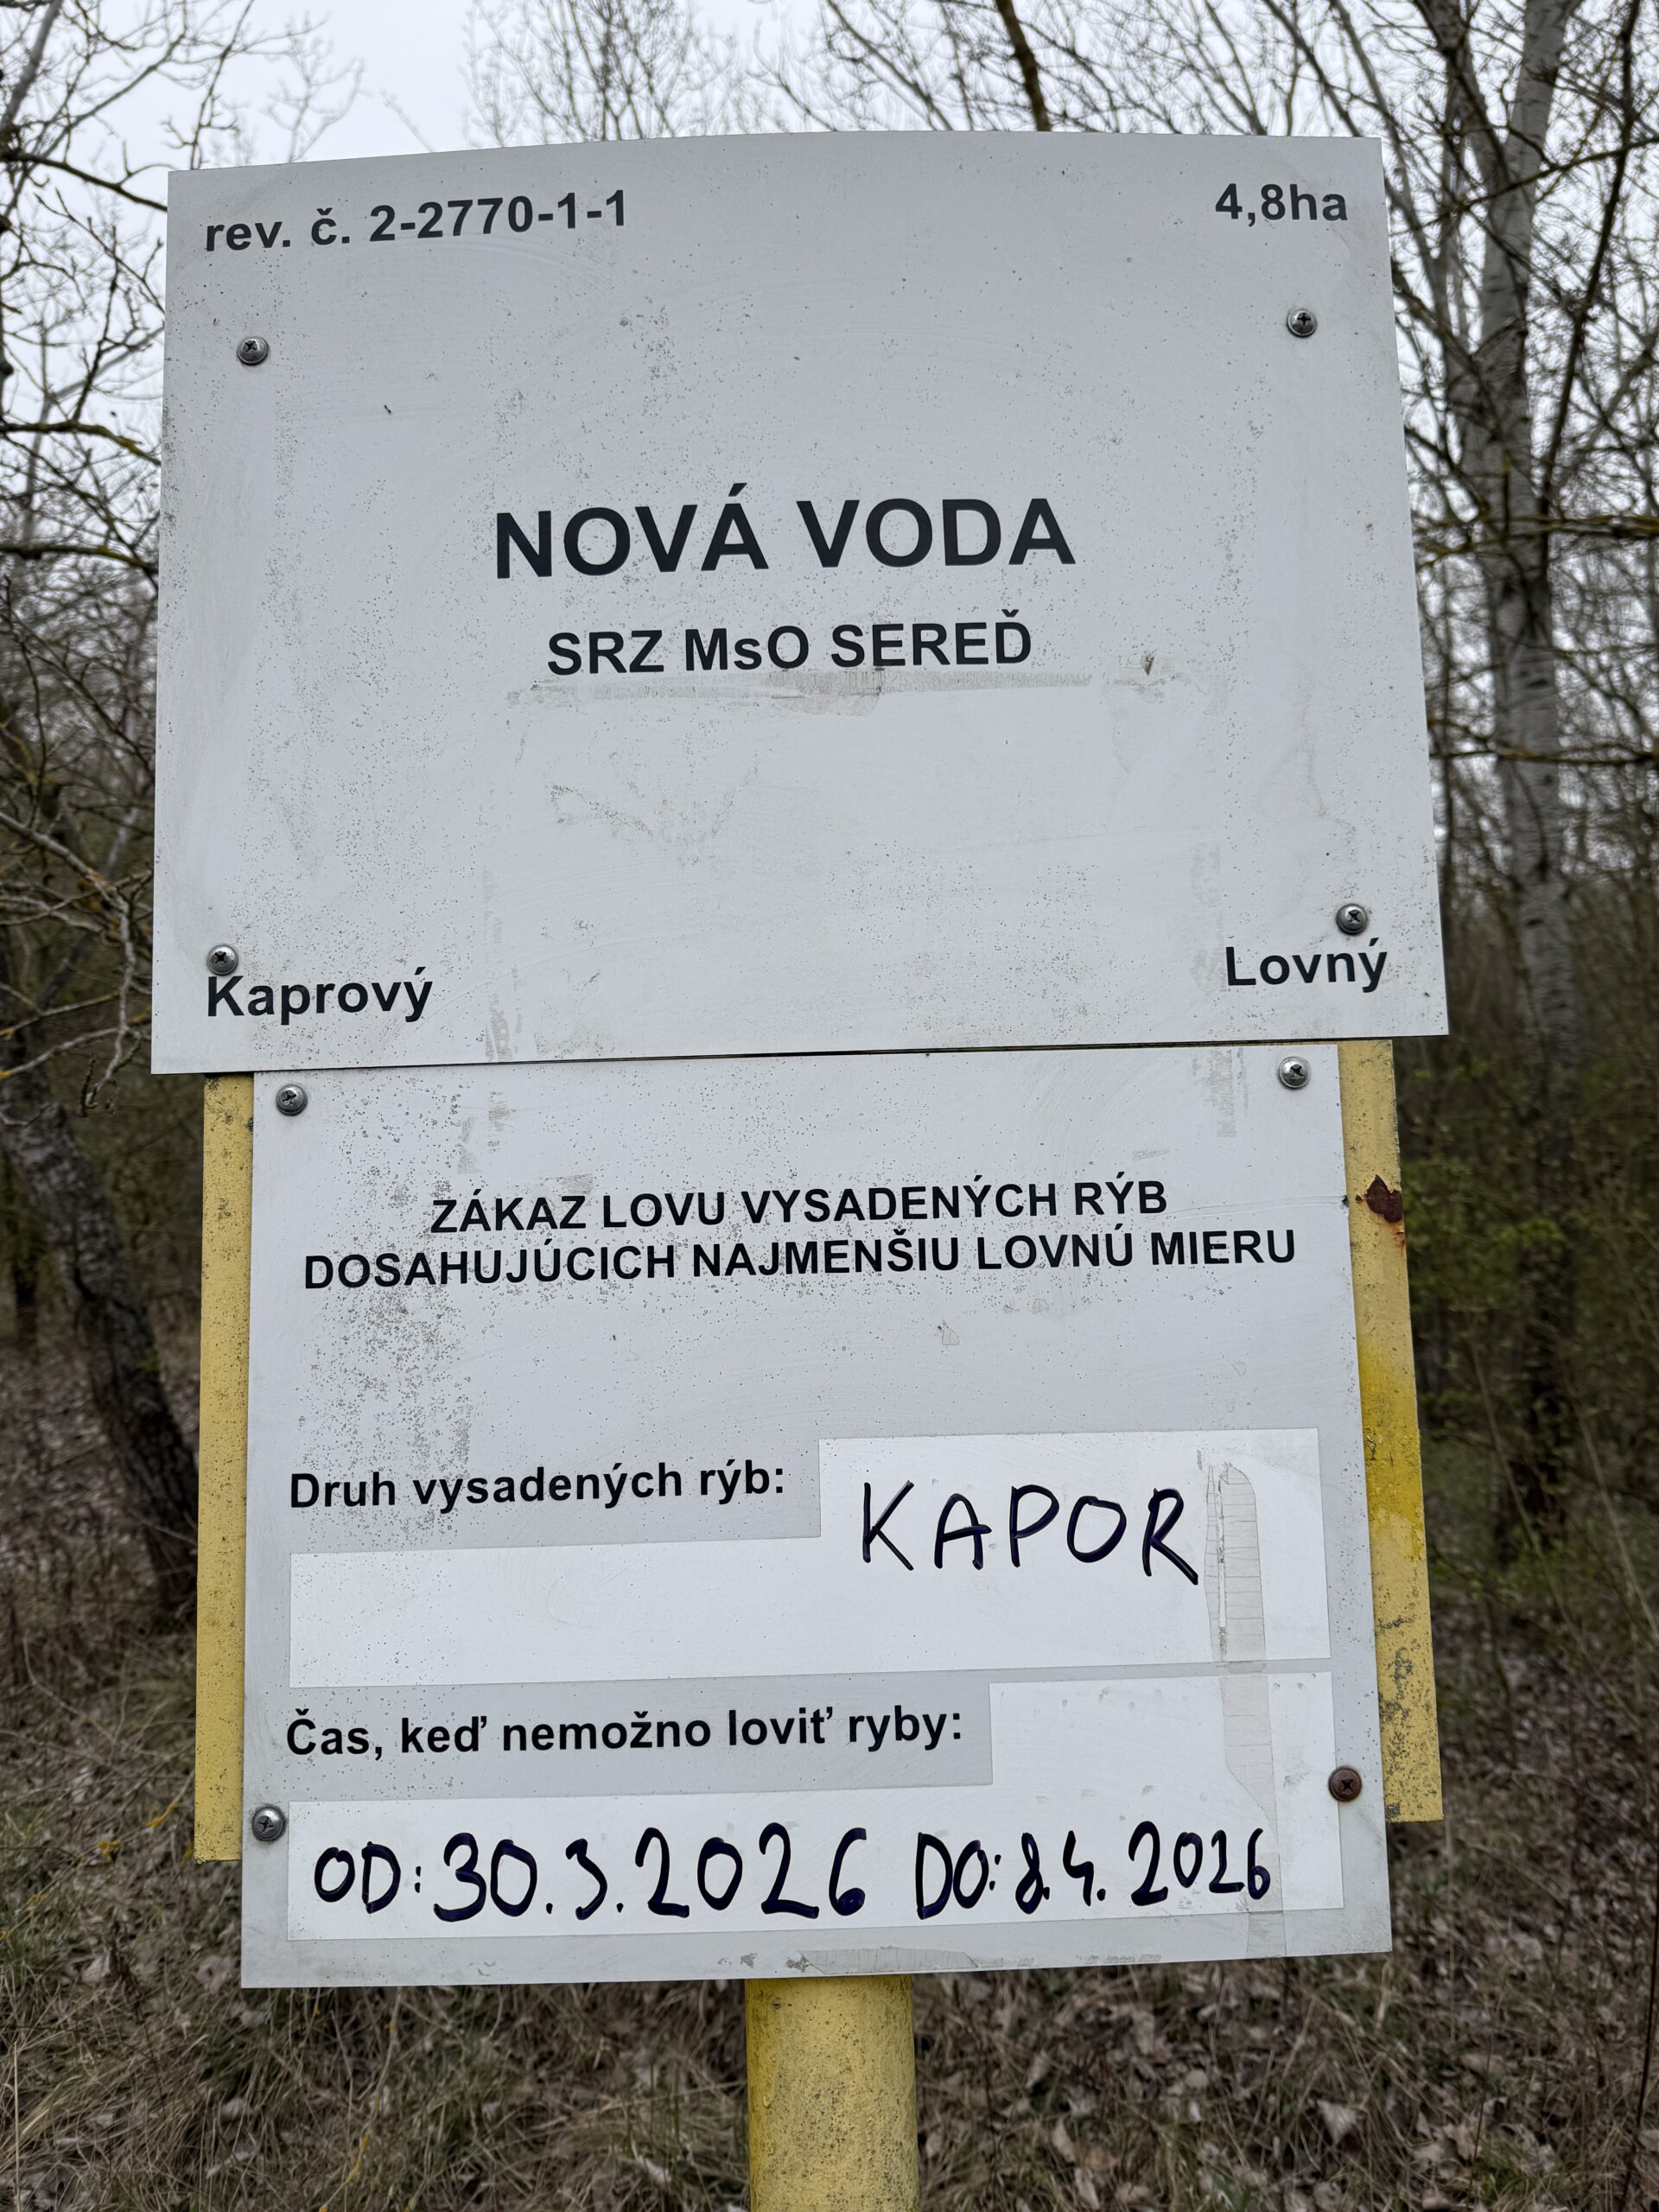 rev. č. 2-2770-1-1 4,8ha
NOVÁ VODA
SRZ MsO SEREĎ
Kaprový Lovný
ZÁKAZ LOVU VYSADENÝCH RÝB
DOSAHUJÚCICH NAJMENŠIU LOVNÚ MIERU
Druh vysadených rýb: KAPOR
Čas, keď nemožno loviť ryby:
OD: 30.3.2026 DO: 8.4.2026